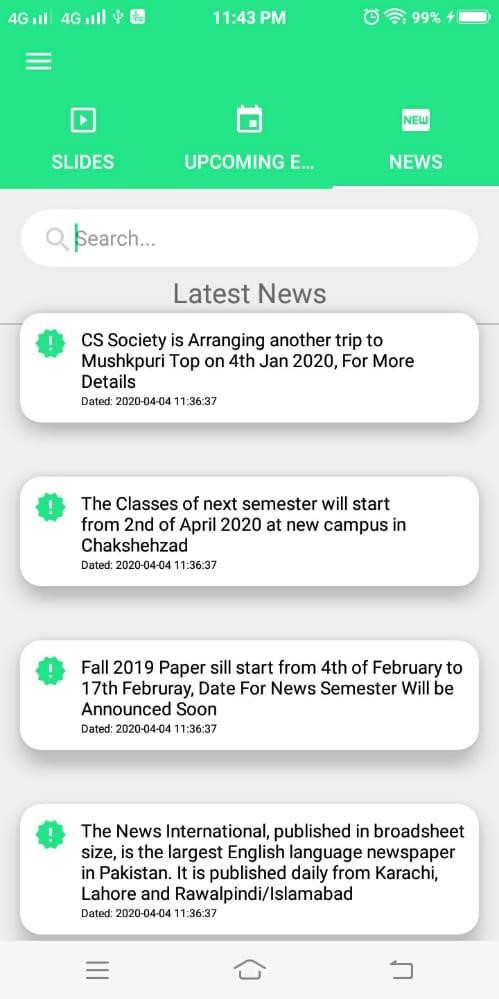 4G 4G 11:43 PM 99%
SLIDES UPCOMING E... NEW NEWS
Search...
Latest News
CS Society is Arranging another trip to
Mushkpuri Top on 4th Jan 2020, For More
Details
Dated: 2020-04-04 11:36:37
The Classes of next semester will start
from 2nd of April 2020 at new campus in
Chakshehzad
Dated: 2020-04-04 11:36:37
Fall 2019 Paper sill start from 4th of February to
17th Februray, Date For News Semester Will be
Announced Soon
Dated: 2020-04-04 11:36:37
The News International, published in broadsheet
size, is the largest English language newspaper
in Pakistan. It is published daily from Karachi,
Lahore and Rawalpindi/Islamabad
Dated: 2020-04-04 11:36:37